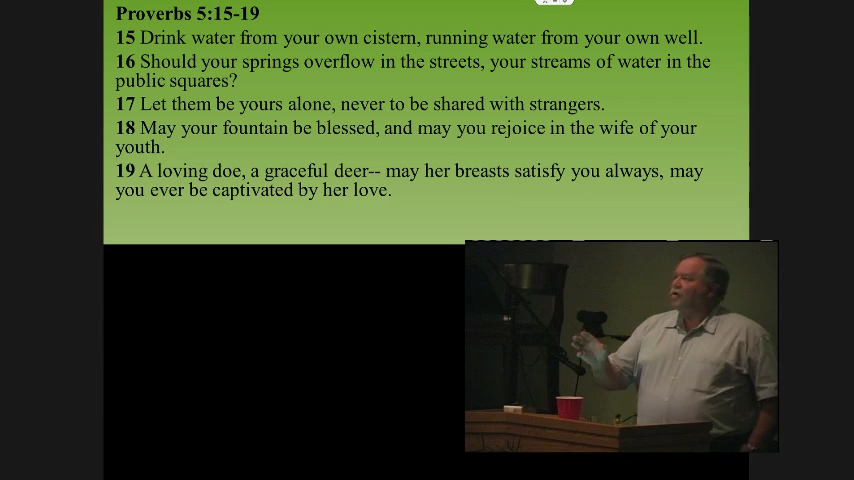 Proverbs 5:15-19
15 Drink water from your own cistern, running water from your own well.
16 Should your springs overflow in the streets, your streams of water in the
public squares?
17 Let them be yours alone, never to be shared with strangers.
18 May your fountain be blessed, and may you rejoice in the wife of your
youth.
19 A loving doe, a graceful deer-- may her breasts satisfy you always, may
you ever be captivated by her love.